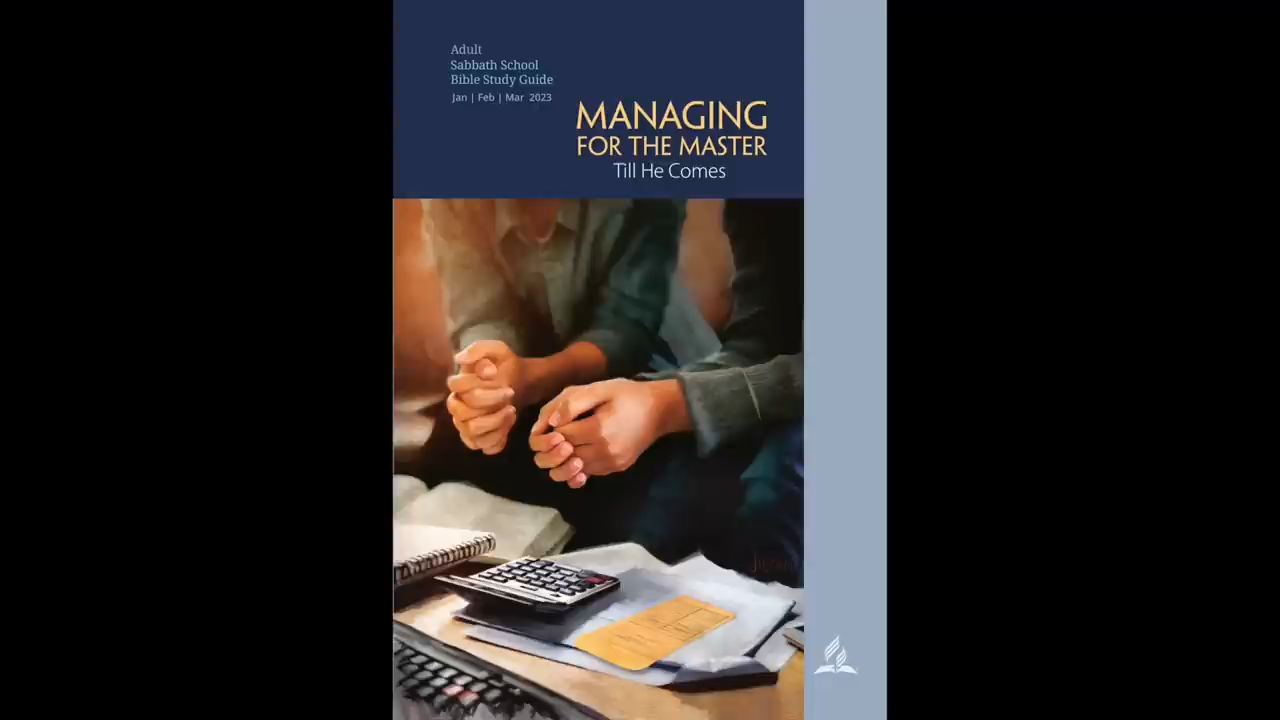 Adult
Sabbath School
Bible Study Guide
Jan | Feb | Mar 2023
MANAGING
FOR THE MASTER
Till He Comes